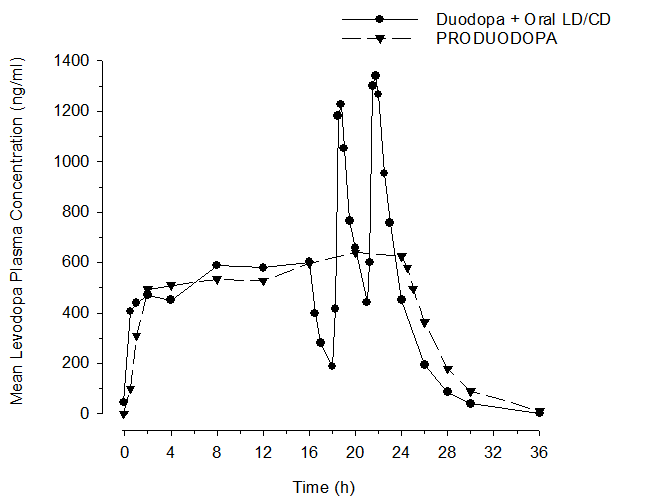 Duodopa + Oral LD/CD
PRODUODOPA
Mean Levodopa Plasma Concentration (ng/ml)
1400
1200
1000
800
600
400
200
0
0 4 8 12 16 20 24 28 32 36
Time (h)